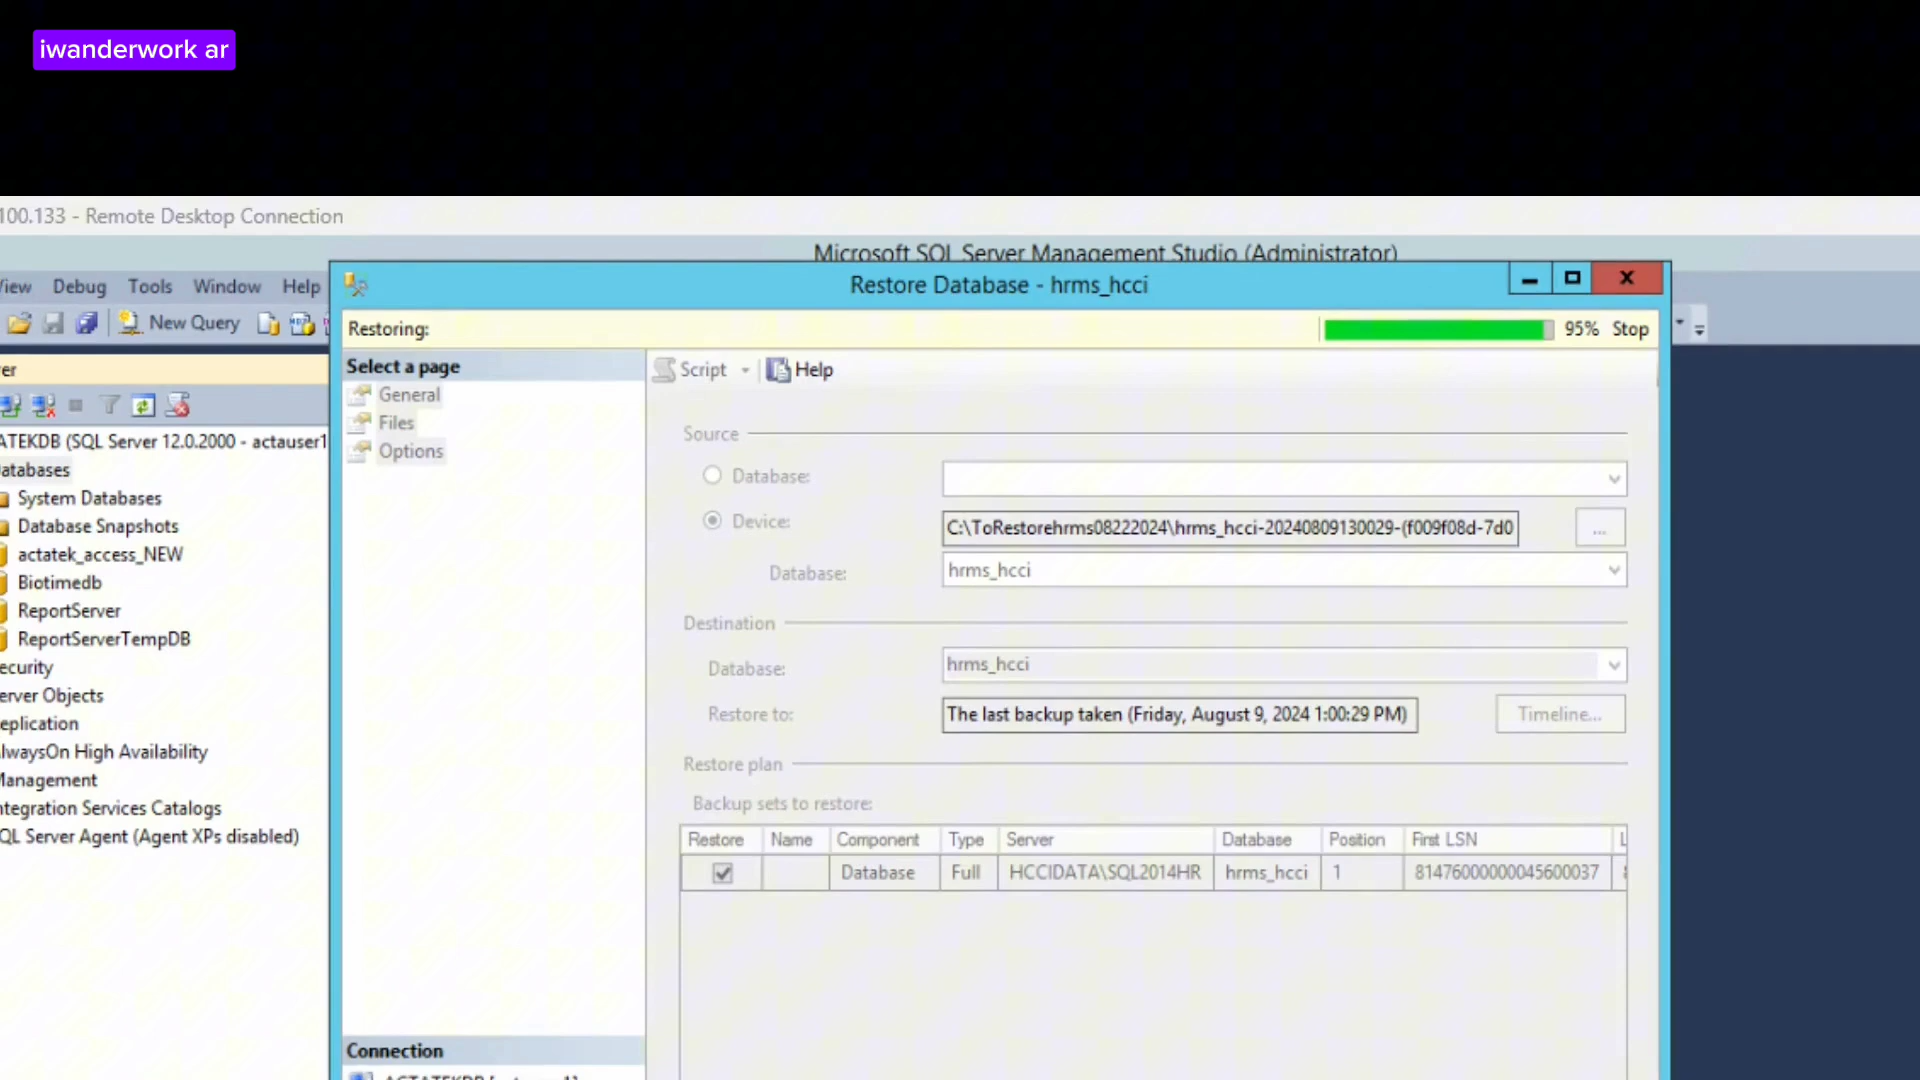 iwanderwork ar
100.133 - Remote Desktop Connection
Microsoft SQL Server Management Studio (Administrator)
Debug Tools Window Help
Restore Database - hrms_hcci
New Query
Restoring:
95% Stop
Select a page
General
Files
Options
Script
Help
ATEKDB (SQL Server 12.0.2000 - actauser1
atabases
System Databases
Database Snapshots
actatek_access_NEW
Biotimedb
ReportServer
ReportServerTempDB
ecurity
erver Objects
eplication
lwaysOn High Availability
anagement
ntegration Services Catalogs
QL Server Agent (Agent XPs disabled)
Source
Database:
Device:
C:\ToRestorehrms08222024\hrms_hcci-20240809130029-(f009f08d-7d0
...
Database:
hrms_hcci
Destination
Database:
hrms_hcci
Restore to:
The last backup taken (Friday, August 9, 2024 1:00:29 PM)
Timeline...
Restore plan
Backup sets to restore:
Restore Name Component Type Server Database Position First LSN
Database Full HCCIDATA\SQL2014HR hrms_hcci 1 81476000000045600037
Connection